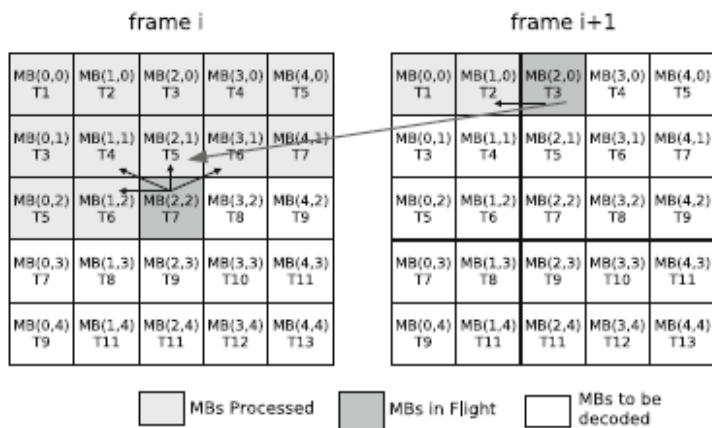 frame i
frame i+1
MB(0,0) MB(1,0) MB(2,0) MB(3,0) MB(4,0)
T1 T2 T3 T4 T5
MB(0,1) MB(1,1) MB(2,1) MB(3,1) MB(4,1)
T3 T4 T5 T6 T7
MB(0,2) MB(1,2) MB(2,2) MB(3,2) MB(4,2)
T5 T6 T7 T8 T9
MB(0,3) MB(1,3) MB(2,3) MB(3,3) MB(4,3)
T7 T8 T9 T10 T11
MB(0,4) MB(1,4) MB(2,4) MB(3,4) MB(4,4)
T9 T11 T11 T12 T13
MB(0,0) MB(1,0) MB(2,0) MB(3,0) MB(4,0)
T1 T2 T3 T4 T5
MB(0,1) MB(1,1) MB(2,1) MB(3,1) MB(4,1)
T3 T4 T5 T6 T7
MB(0,2) MB(1,2) MB(2,2) MB(3,2) MB(4,2)
T5 T6 T7 T8 T9
MB(0,3) MB(1,3) MB(2,3) MB(3,3) MB(4,3)
T7 T8 T9 T10 T11
MB(0,4) MB(1,4) MB(2,4) MB(3,4) MB(4,4)
T9 T11 T11 T12 T13
MBs Processed
MBs in Flight
MBs to be
decoded